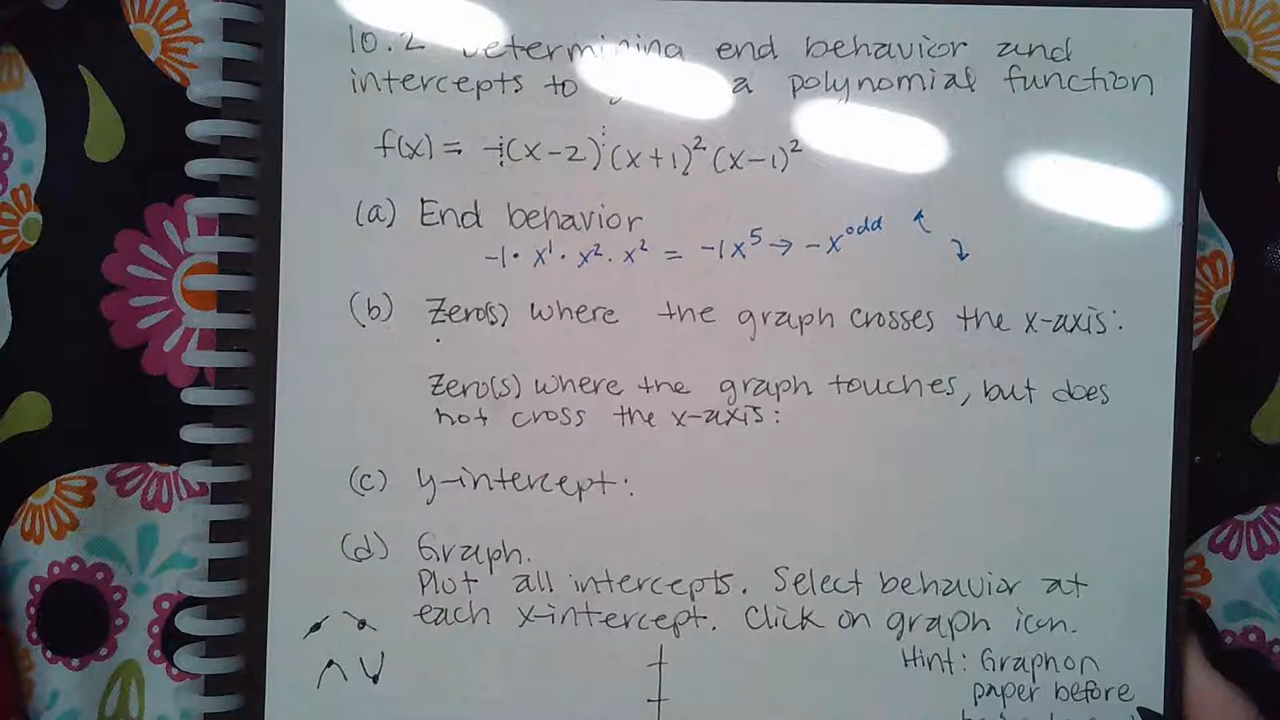 10.2 Determining end behavior and
intercepts to a polynomial function
f(x) = -1(x-2)¹(x+1)²(x-1)²
(a) End behavior
-1 · x¹ · x² · x² = -1x⁵ → -x^odd ↑ ↓
(b) Zero(s) where the graph crosses the x-axis:
Zero(s) where the graph touches, but does
not cross the x-axis:
(c) y-intercept:
(d) Graph.
Plot all intercepts. Select behavior at
each x-intercept. Click on graph icon.
Hint: Graph on
paper before